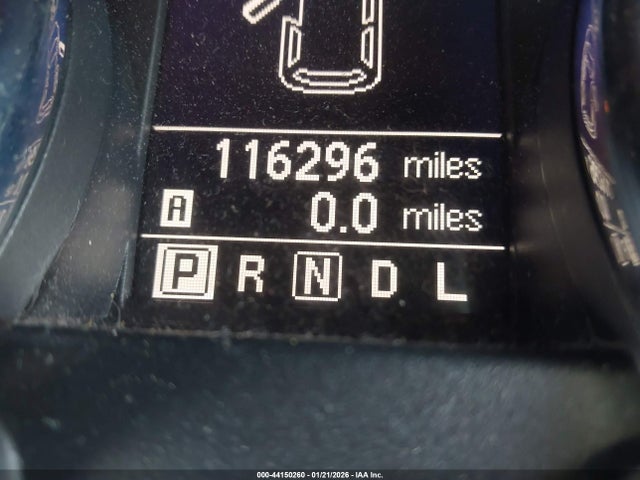 116296 miles
A 0.0 miles
P R N D L
000-44150260 - 01/21/2026 - IAA Inc.